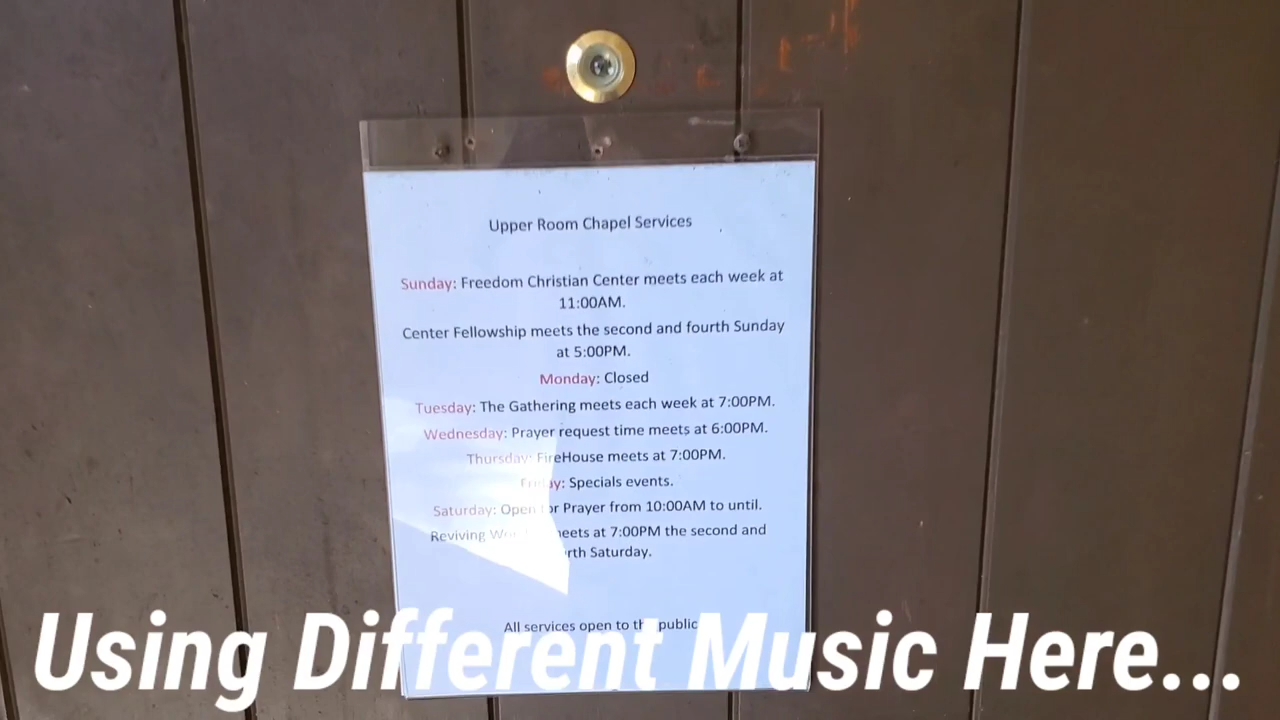 Upper Room Chapel Services
Sunday: Freedom Christian Center meets each week at
11:00AM.
Center Fellowship meets the second and fourth Sunday
at 5:00PM.
Monday: Closed
Tuesday: The Gathering meets each week at 7:00PM.
Wednesday: Prayer request time meets at 6:00PM.
Thursday: FireHouse meets at 7:00PM.
Friday: Specials events.
Saturday: Open for Prayer from 10:00AM to until.
Reviving meets at 7:00PM the second and
fourth Saturday.
All services open to the public
Using Different Music Here...